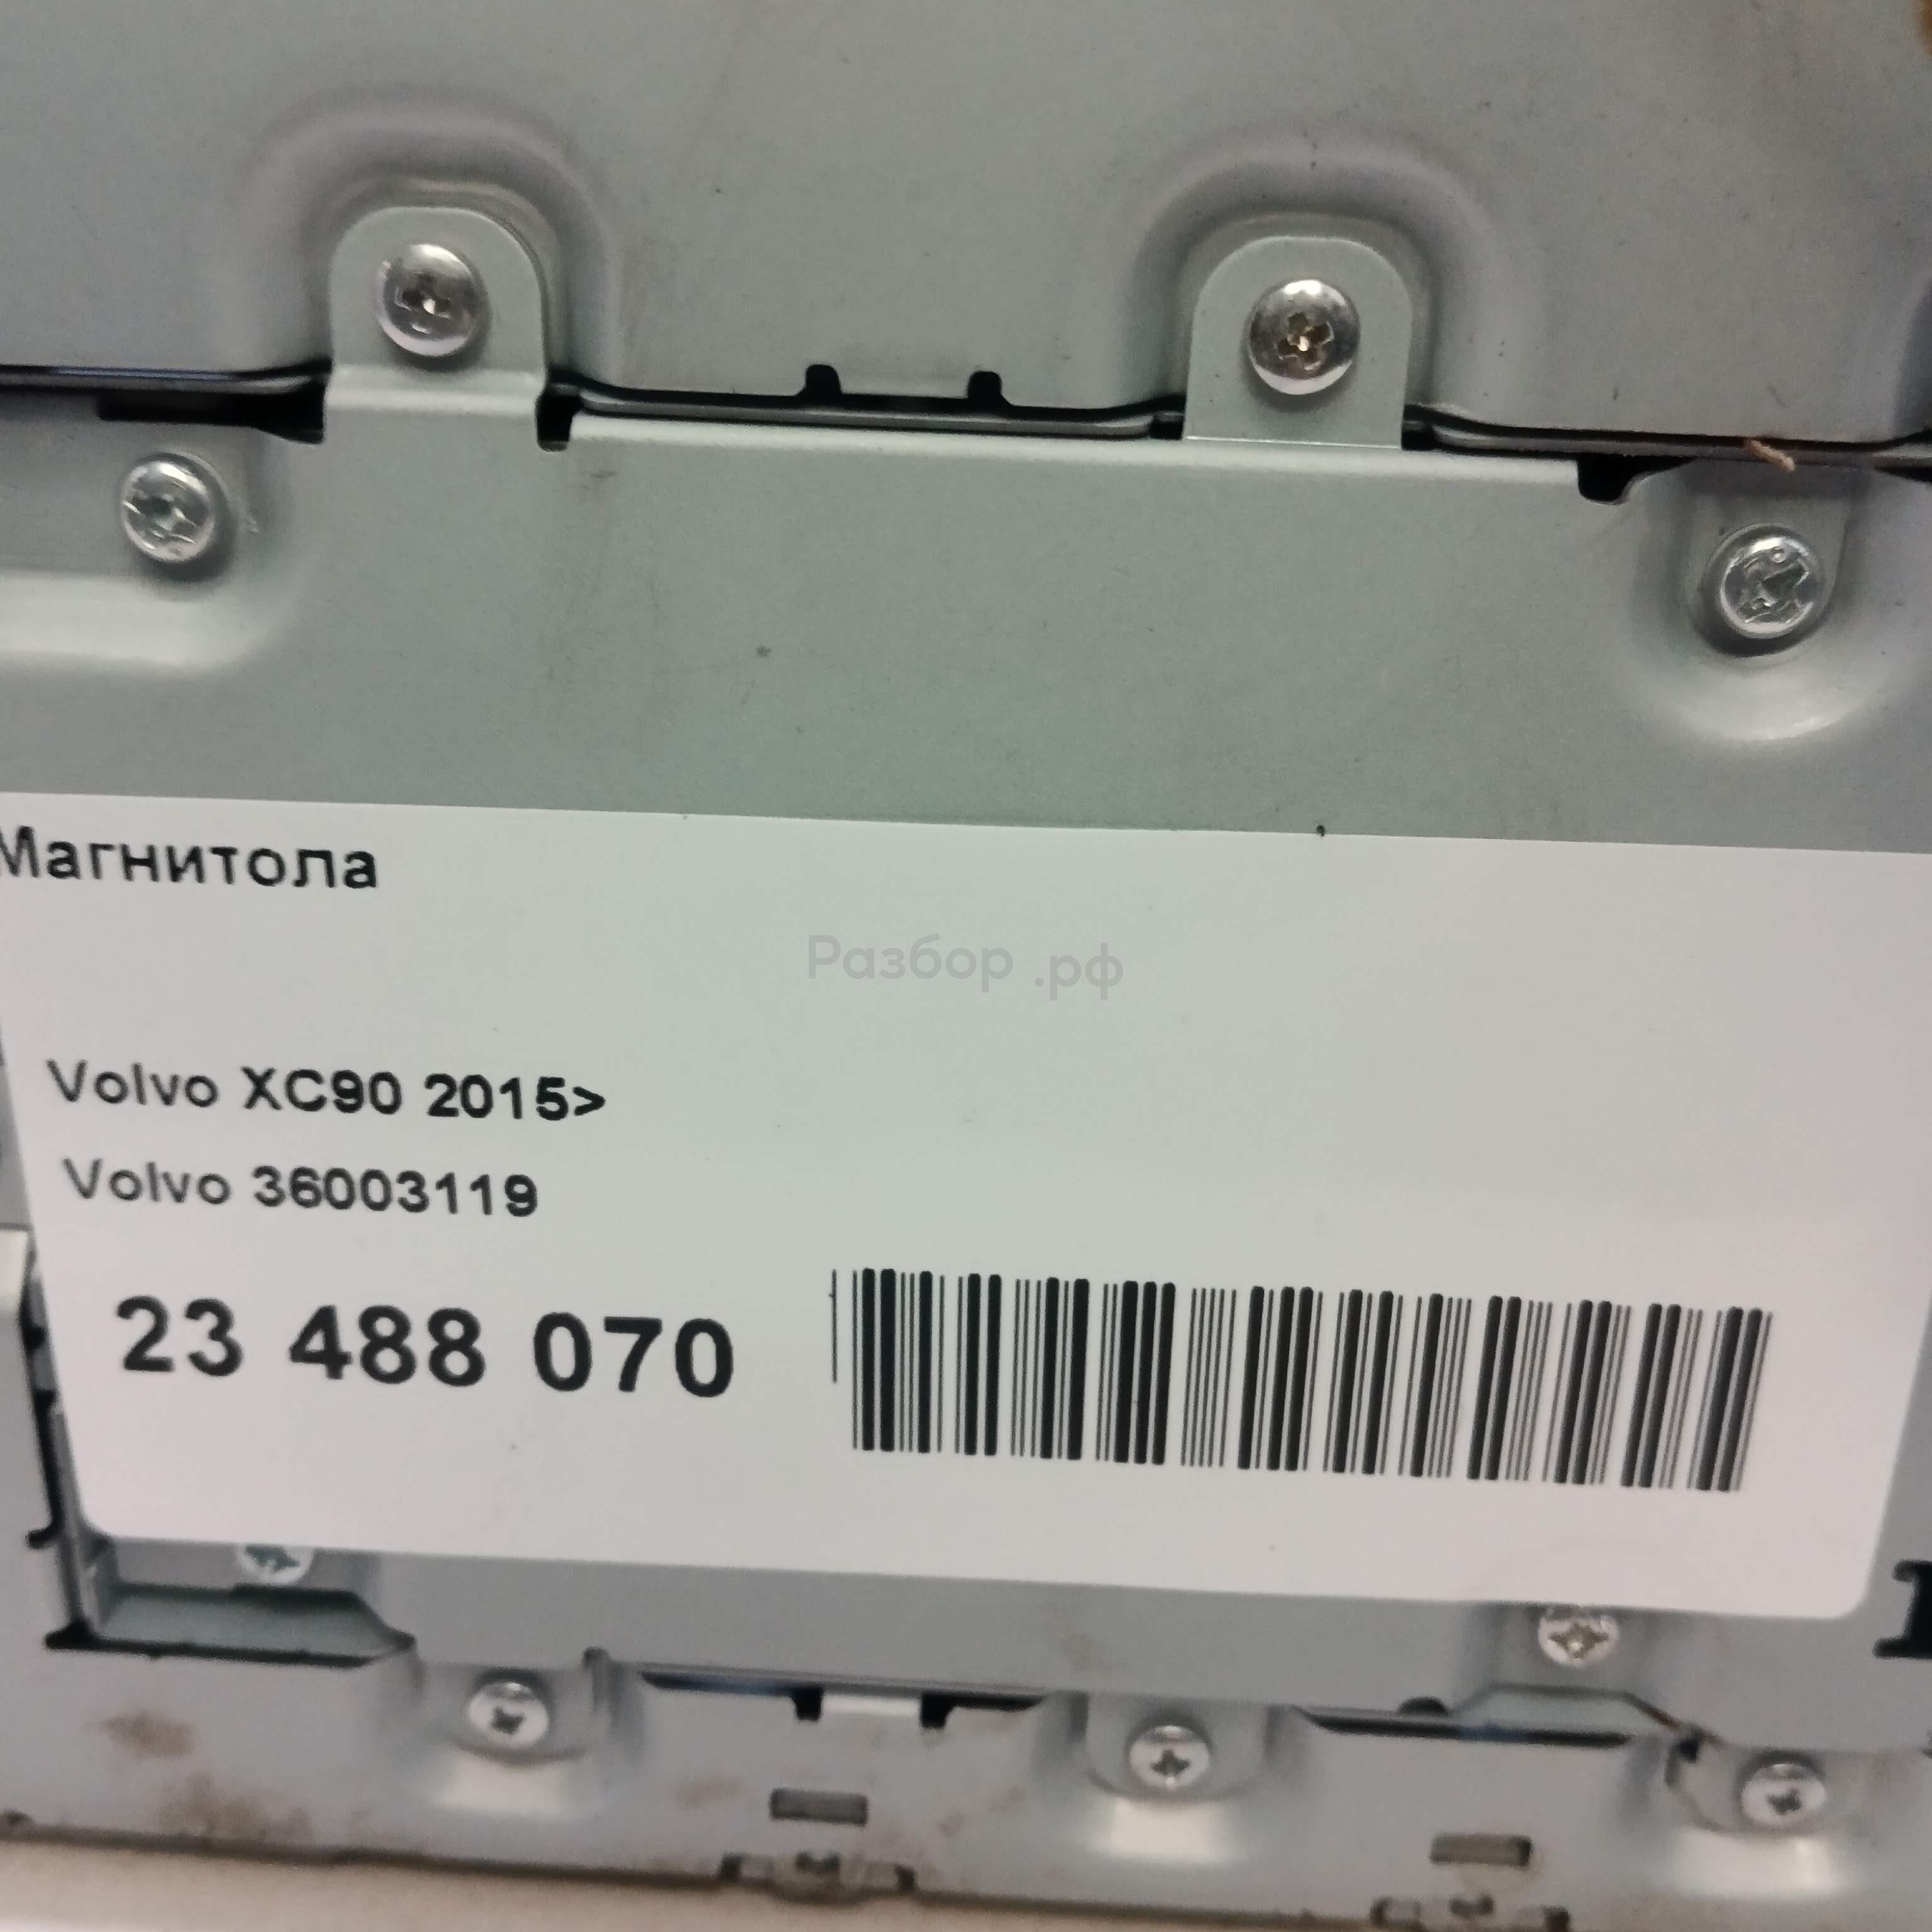 Магнитола
Разбор .рф
Volvo XC90 2015>
Volvo 36003119
23 488 070